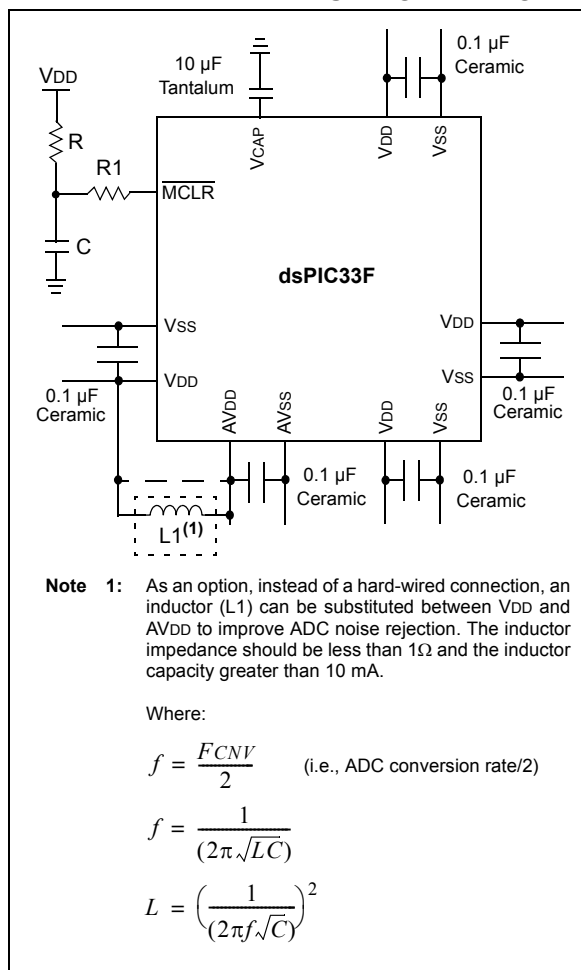 10 µF
Tantalum
0.1 µF
Ceramic
VDD
R
R1
C
VCAP
VDD
VSS
MCLR
dsPIC33F
VSS
VDD
VDD
VSS
0.1 µF
Ceramic
0.1 µF
Ceramic
AVDD
AVSS
VDD
VSS
0.1 µF
Ceramic
0.1 µF
Ceramic
L1(1)
Note 1: As an option, instead of a hard-wired connection, an
inductor (L1) can be substituted between VDD and
AVDD to improve ADC noise rejection. The inductor
impedance should be less than 1Ω and the inductor
capacity greater than 10 mA.
Where:
f = FCNV / 2 (i.e., ADC conversion rate/2)
f = 1 / (2π√LC)
L = (1 / (2πf√C))²